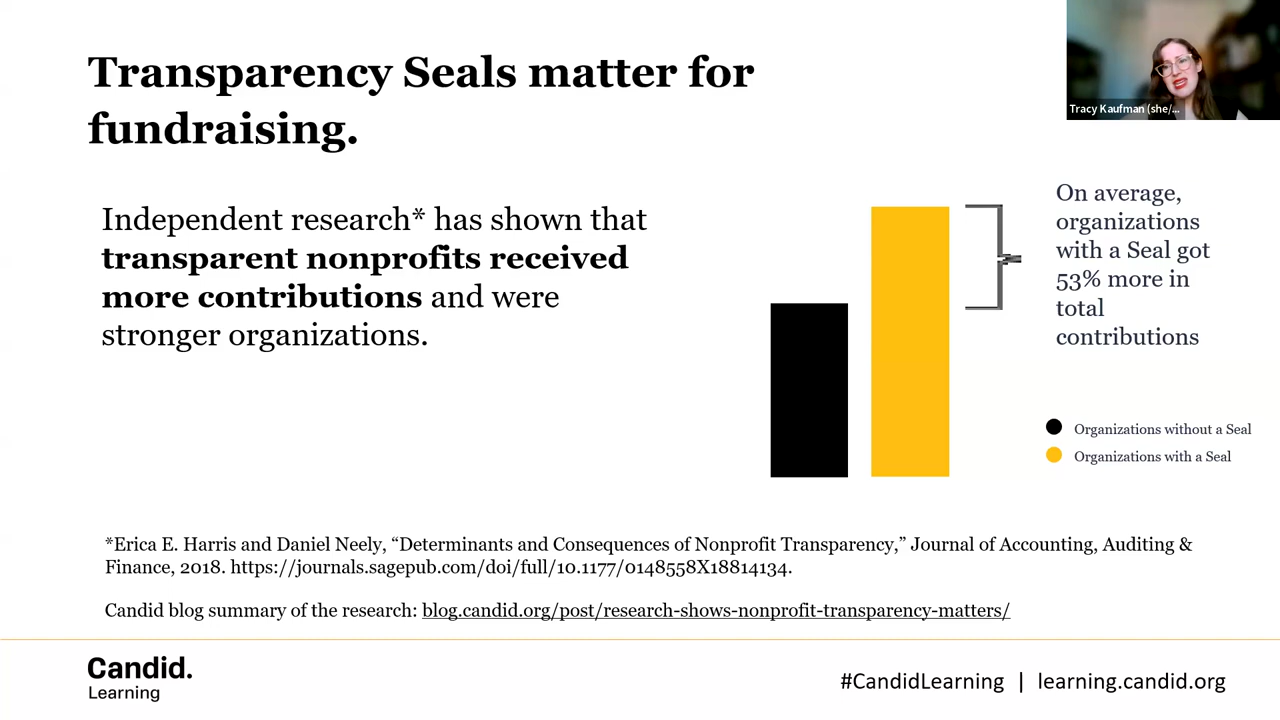 Transparency Seals matter for
fundraising.
Tracy Kaufman (she/...
Independent research* has shown that
transparent nonprofits received
more contributions and were
stronger organizations.
On average,
organizations
with a Seal got
53% more in
total
contributions
Organizations without a Seal
Organizations with a Seal
*Erica E. Harris and Daniel Neely, “Determinants and Consequences of Nonprofit Transparency,” Journal of Accounting, Auditing &
Finance, 2018. https://journals.sagepub.com/doi/full/10.1177/0148558X18814134.
Candid blog summary of the research: blog.candid.org/post/research-shows-nonprofit-transparency-matters/
Candid.
Learning
#CandidLearning | learning.candid.org